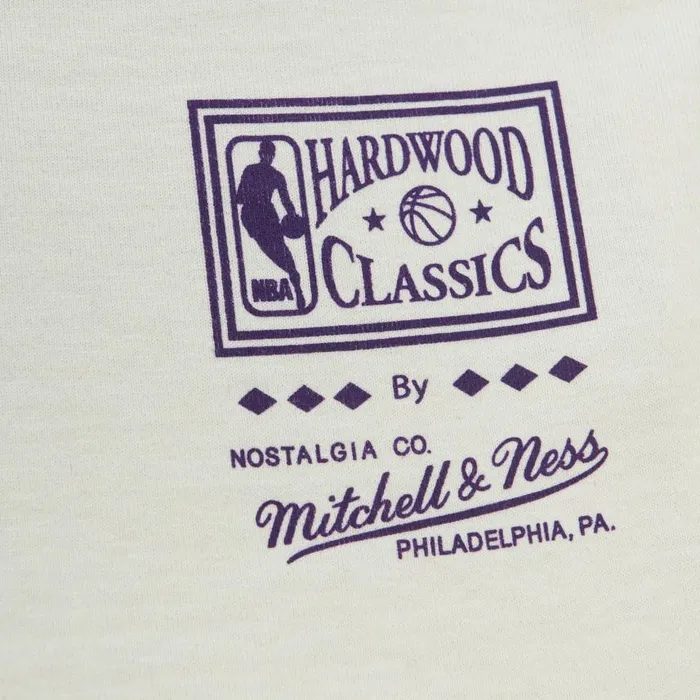 NBA
HARDWOOD
CLASSICS
By
NOSTALGIA CO.
Mitchell & Ness
PHILADELPHIA, PA.